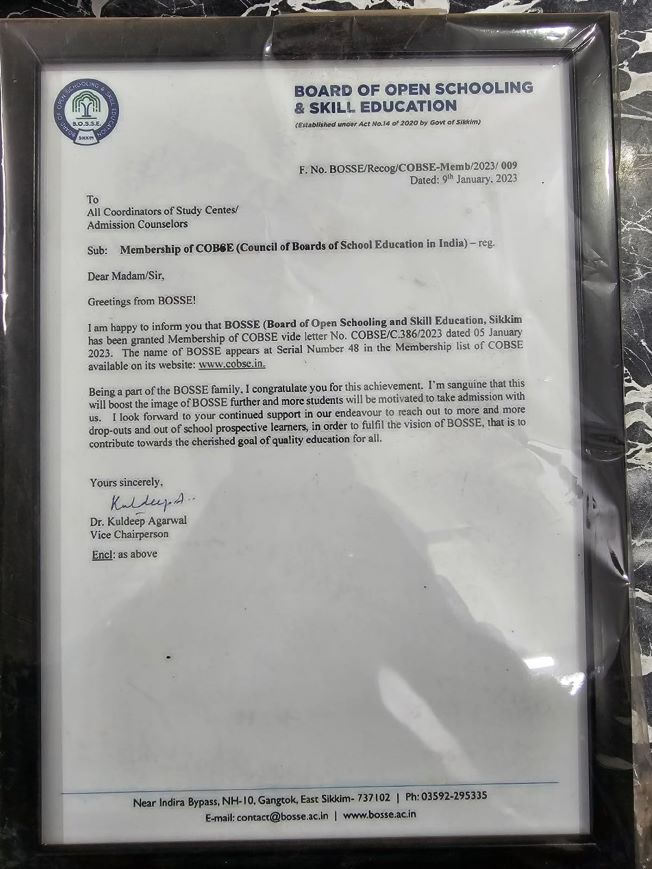 BOARD OF OPEN SCHOOLING & SKILL EDUCATION
B.O.S.S.E.
SIKKIM
BOARD OF OPEN SCHOOLING
& SKILL EDUCATION
(Established under Act No.14 of 2020 by Govt of Sikkim)
F. No. BOSSE/Recog/COBSE-Memb/2023/ 009
Dated: 9th January, 2023
To
All Coordinators of Study Centes/
Admission Counselors
Sub: Membership of COBSE (Council of Boards of School Education in India) – reg.
Dear Madam/Sir,
Greetings from BOSSE!
I am happy to inform you that BOSSE (Board of Open Schooling and Skill Education, Sikkim
has been granted Membership of COBSE vide letter No. COBSE/C.386/2023 dated 05 January
2023. The name of BOSSE appears at Serial Number 48 in the Membership list of COBSE
available on its website: www.cobse.in.
Being a part of the BOSSE family, I congratulate you for this achievement. I'm sanguine that this
will boost the image of BOSSE further and more students will be motivated to take admission with
us. I look forward to your continued support in our endeavour to reach out to more and more
drop-outs and out of school prospective learners, in order to fulfil the vision of BOSSE, that is to
contribute towards the cherished goal of quality education for all.
Yours sincerely,
Kuldeep A..
Dr. Kuldeep Agarwal
Vice Chairperson
Encl: as above
Near Indira Bypass, NH-10, Gangtok, East Sikkim- 737102 | Ph: 03592-295335
E-mail: contact@bosse.ac.in | www.bosse.ac.in